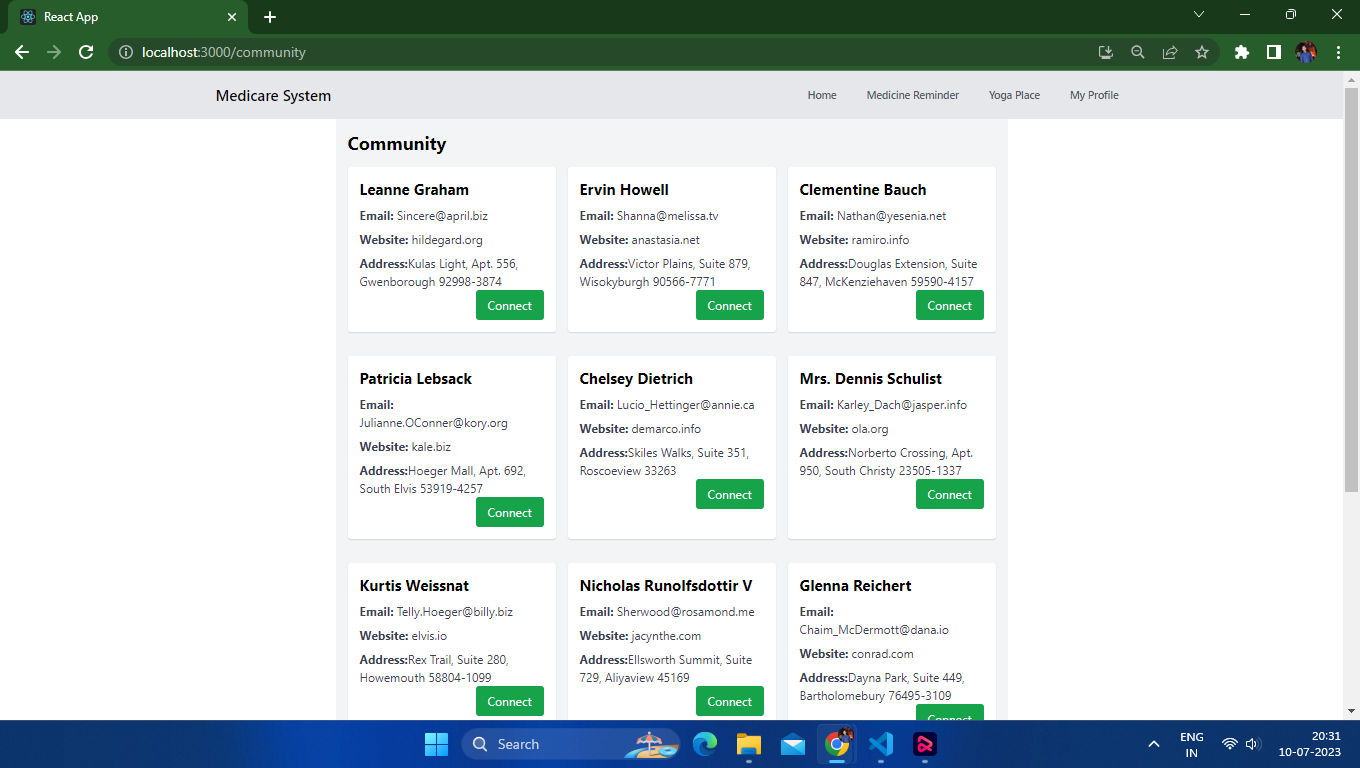 React App
localhost:3000/community
Medicare System
Home
Medicine Reminder
Yoga Place
My Profile
Community
Leanne Graham
Email: Sincere@april.biz
Website: hildegard.org
Address:Kulas Light, Apt. 556,
Gwenborough 92998-3874
Connect
Ervin Howell
Email: Shanna@melissa.tv
Website: anastasia.net
Address:Victor Plains, Suite 879,
Wisokyburgh 90566-7771
Connect
Clementine Bauch
Email: Nathan@yesenia.net
Website: ramiro.info
Address:Douglas Extension, Suite
847, McKenziehaven 59590-4157
Connect
Patricia Lebsack
Email:
Julianne.OConner@kory.org
Website: kale.biz
Address:Hoeger Mall, Apt. 692,
South Elvis 53919-4257
Connect
Chelsey Dietrich
Email: Lucio_Hettinger@annie.ca
Website: demarco.info
Address:Skiles Walks, Suite 351,
Roscoeview 33263
Connect
Mrs. Dennis Schulist
Email: Karley_Dach@jasper.info
Website: ola.org
Address:Norberto Crossing, Apt.
950, South Christy 23505-1337
Connect
Kurtis Weissnat
Email: Telly.Hoeger@billy.biz
Website: elvis.io
Address:Rex Trail, Suite 280,
Howemouth 58804-1099
Connect
Nicholas Runolfsdottir V
Email: Sherwood@rosamond.me
Website: jacynthe.com
Address:Ellsworth Summit, Suite
729, Aliyaview 45169
Connect
Glenna Reichert
Email:
Chaim_McDermott@dana.io
Website: conrad.com
Address:Dayna Park, Suite 449,
Bartholomebury 76495-3109
Connect
Search
ENG
IN
20:31
10-07-2023